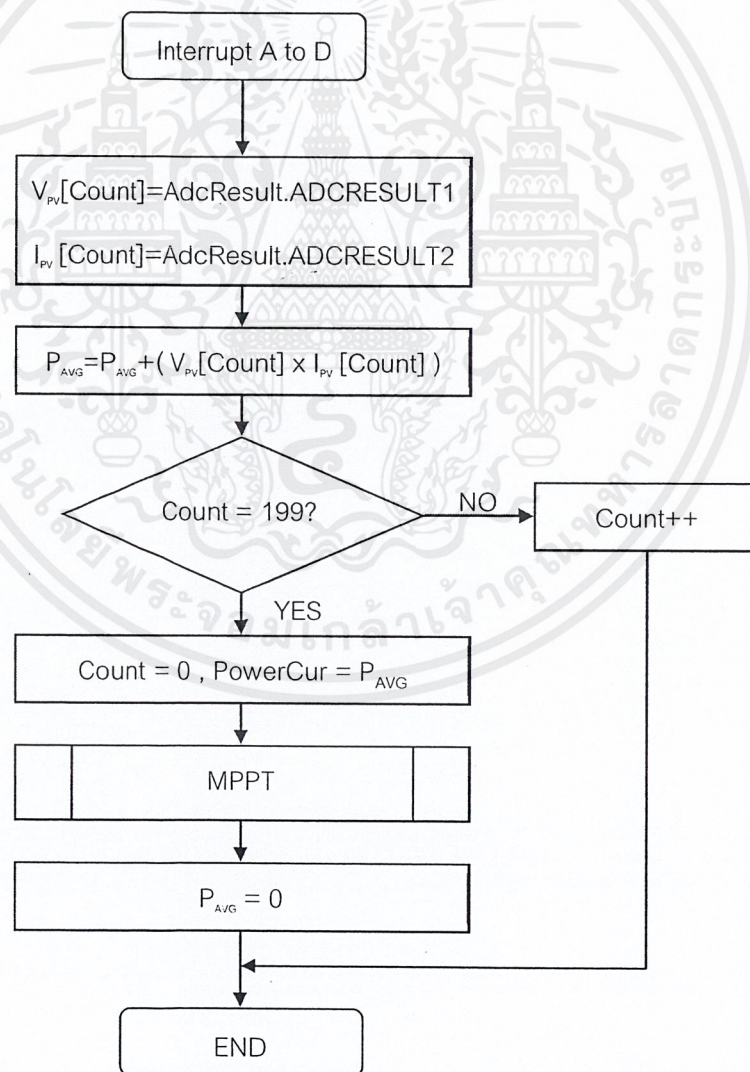 Interrupt A to D
V_PV[Count]=AdcResult.ADCRESULT1
I_PV [Count]=AdcResult.ADCRESULT2
P_AVG=P_AVG+( V_PV[Count] x I_PV [Count] )
Count = 199?
NO
Count++
YES
Count = 0 , PowerCur = P_AVG
MPPT
P_AVG = 0
END